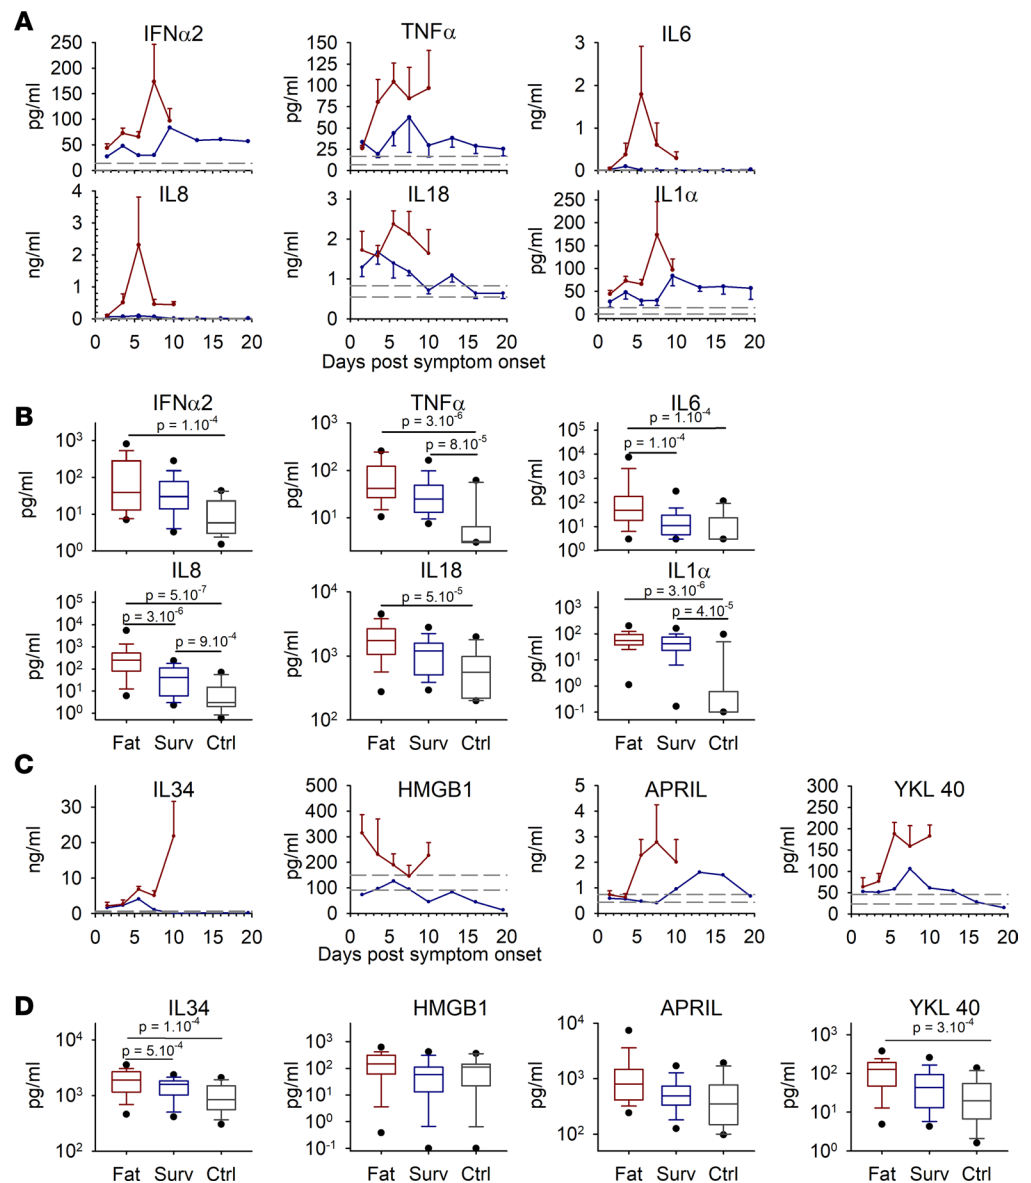 A
IFNα2
TNFα
IL6
250
200
150
100
50
0
pg/ml
150
125
100
75
50
25
0
pg/ml
3
2
1
0
ng/ml
IL8
IL18
IL1α
4
3
2
1
0
ng/ml
3
2
1
0
ng/ml
250
200
150
100
50
0
pg/ml
0 5 10 15 20
0 5 10 15 20
0 5 10 15 20
Days post symptom onset
B
IFNα2
TNFα
IL6
p = 1.10-4
p = 3.10-6
p = 8.10-5
p = 1.10-4
p = 1.10-4
10³
10²
10¹
10⁰
pg/ml
10³
10²
10¹
pg/ml
10⁵
10⁴
10³
10²
10¹
10⁰
pg/ml
IL8
IL18
IL1α
p = 5.10-7
p = 3.10-6
p = 9.10-4
p = 5.10-5
p = 3.10-6
p = 4.10-5
10⁵
10⁴
10³
10²
10¹
10⁰
pg/ml
10⁴
10³
10²
pg/ml
10³
10²
10¹
10⁰
10-1
pg/ml
Fat Surv Ctrl
Fat Surv Ctrl
Fat Surv Ctrl
C
IL34
HMGB1
APRIL
YKL 40
30
20
10
0
ng/ml
500
400
300
200
100
0
pg/ml
5
4
3
2
1
0
ng/ml
300
250
200
150
100
50
0
pg/ml
0 5 10 15 20
0 5 10 15 20
0 5 10 15 20
0 5 10 15 20
Days post symptom onset
D
IL34
HMGB1
APRIL
YKL 40
p = 1.10-4
p = 5.10-4
p = 3.10-4
10⁴
10³
10²
pg/ml
10³
10²
10¹
10⁰
10-1
pg/ml
10⁴
10³
10²
pg/ml
10³
10²
10¹
10⁰
pg/ml
Fat Surv Ctrl
Fat Surv Ctrl
Fat Surv Ctrl
Fat Surv Ctrl